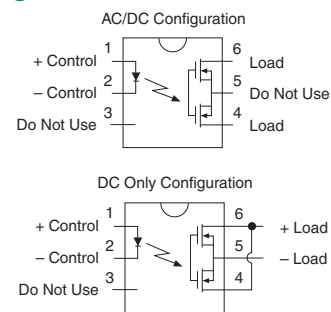 AC/DC Configuration
1
6
+ Control
Load
2
5
– Control
Do Not Use
3
4
Do Not Use
Load
DC Only Configuration
1
6
+ Control
+ Load
2
5
– Control
– Load
3
4
Do Not Use